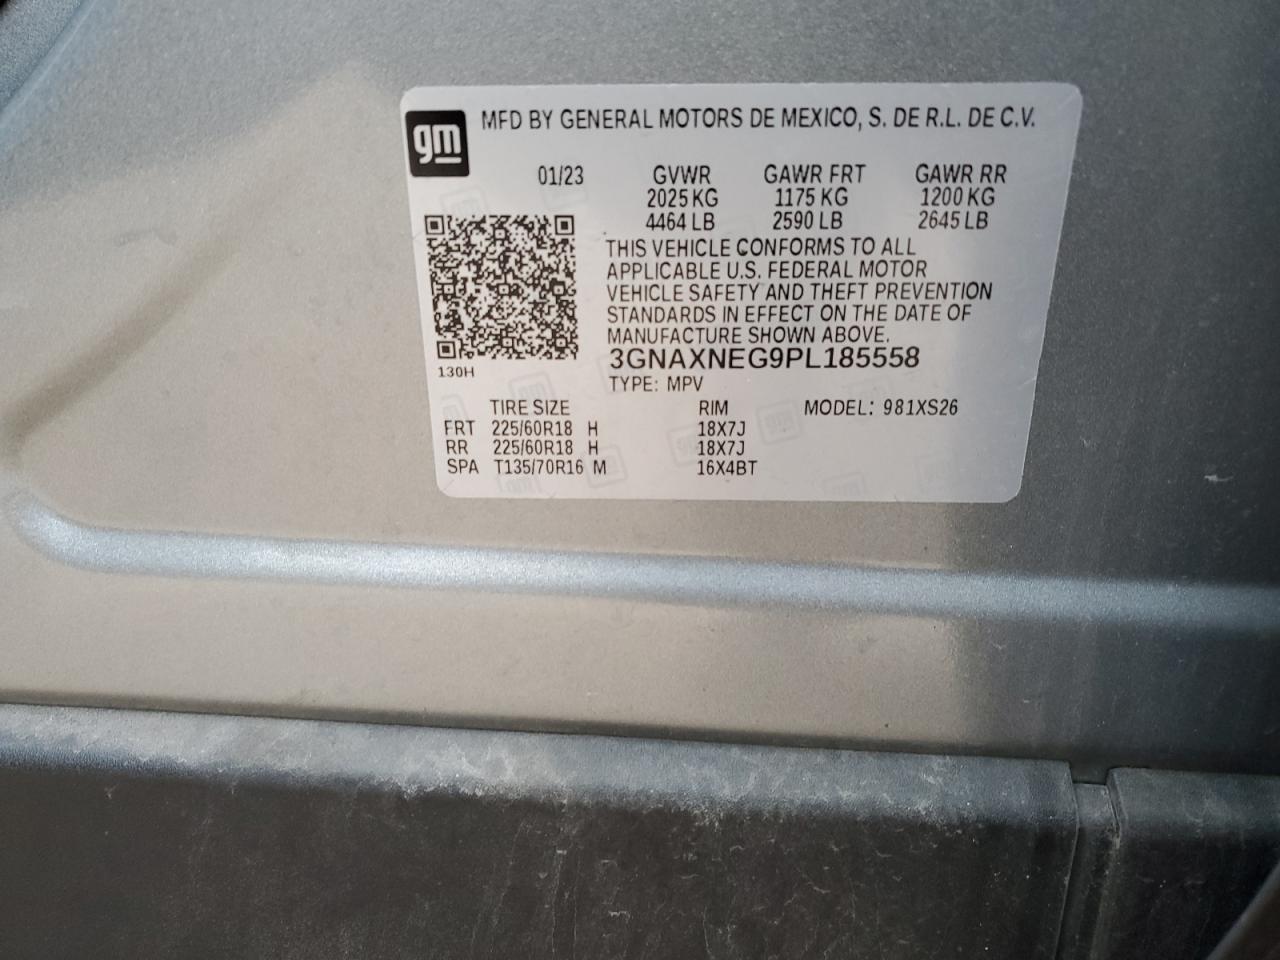 gm
MFD BY GENERAL MOTORS DE MEXICO, S. DE R.L. DE C.V.
01/23 GVWR GAWR FRT GAWR RR
2025 KG 1175 KG 1200 KG
4464 LB 2590 LB 2645 LB
THIS VEHICLE CONFORMS TO ALL
APPLICABLE U.S. FEDERAL MOTOR
VEHICLE SAFETY AND THEFT PREVENTION
STANDARDS IN EFFECT ON THE DATE OF
MANUFACTURE SHOWN ABOVE.
3GNAXNEG9PL185558
130H
TYPE: MPV
TIRE SIZE RIM MODEL: 981XS26
FRT 225/60R18 H 18X7J
RR 225/60R18 H 18X7J
SPA T135/70R16 M 16X4BT